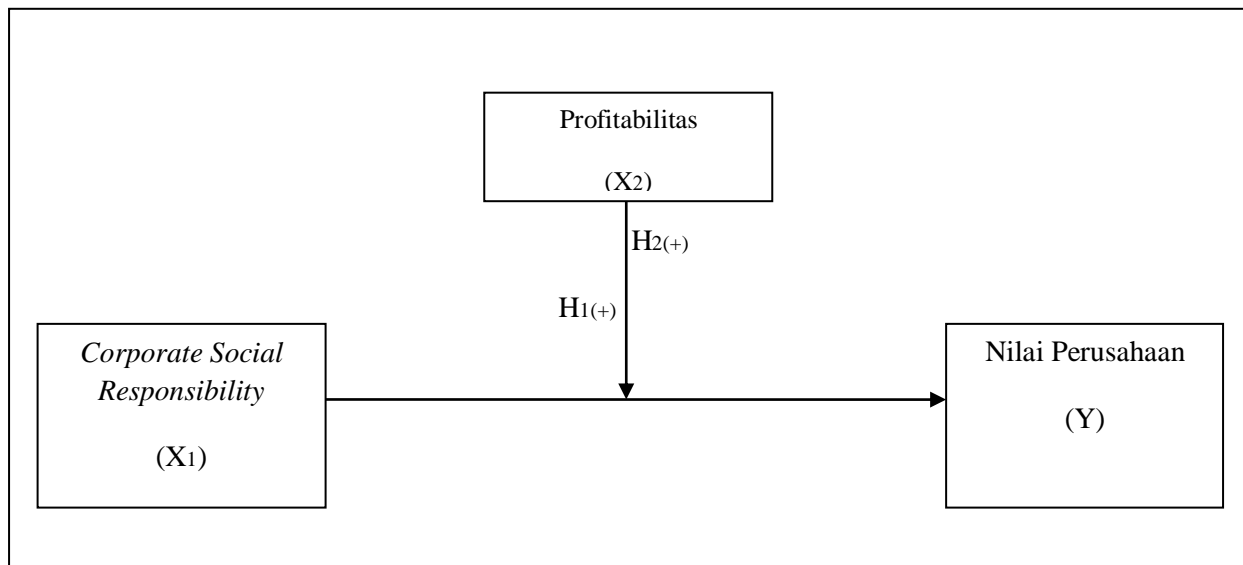 Profitabilitas
(X2)
H2(+)
H1(+)
Corporate Social
Responsibility
(X1)
Nilai Perusahaan
(Y)